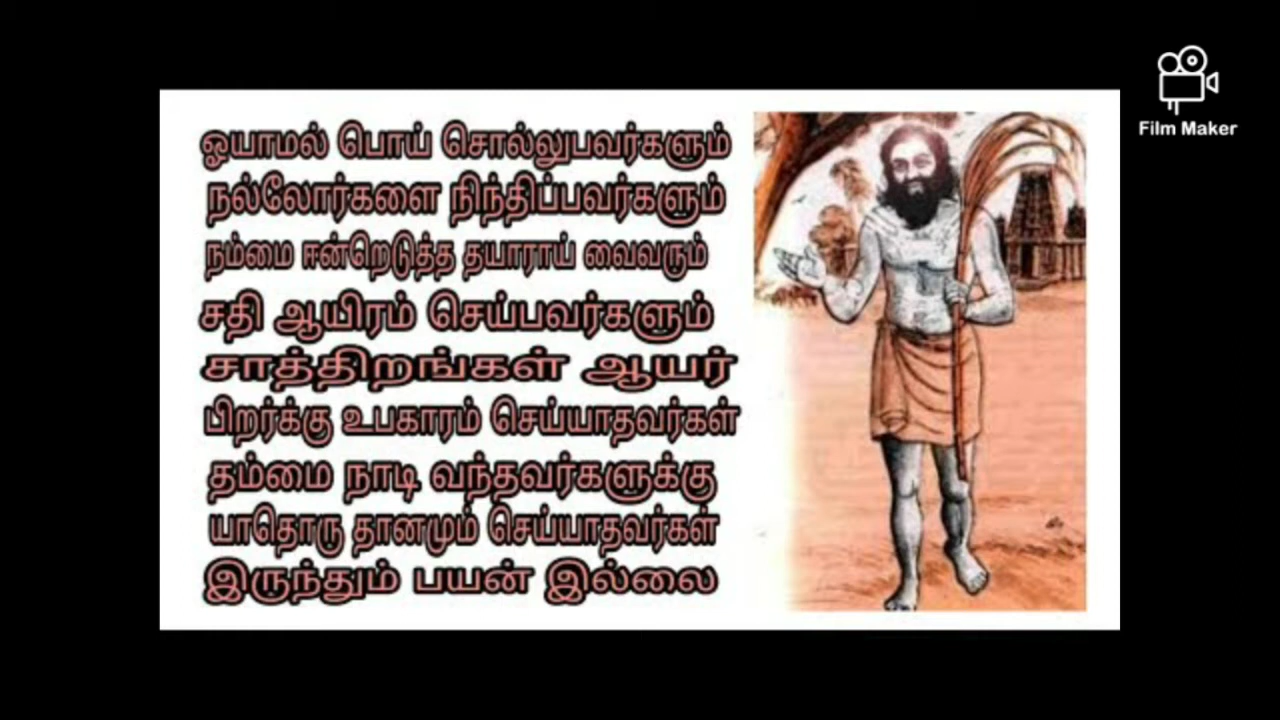 ஓயாமல் பொய் சொல்லுபவர்களும்
நல்லோர்களை நிந்திப்பவர்களும்
நம்மை ஈன்றெடுத்த தயாராய் வைவரும்
சதி ஆயிரம் செய்பவர்களும்
சாத்திறங்கள் ஆயர்
பிறர்க்கு உபகாரம் செய்யாதவர்கள்
தம்மை நாடி வந்தவர்களுக்கு
யாதொரு தானமும் செய்யாதவர்கள்
இருந்தும் பயன் இல்லை
Film Maker